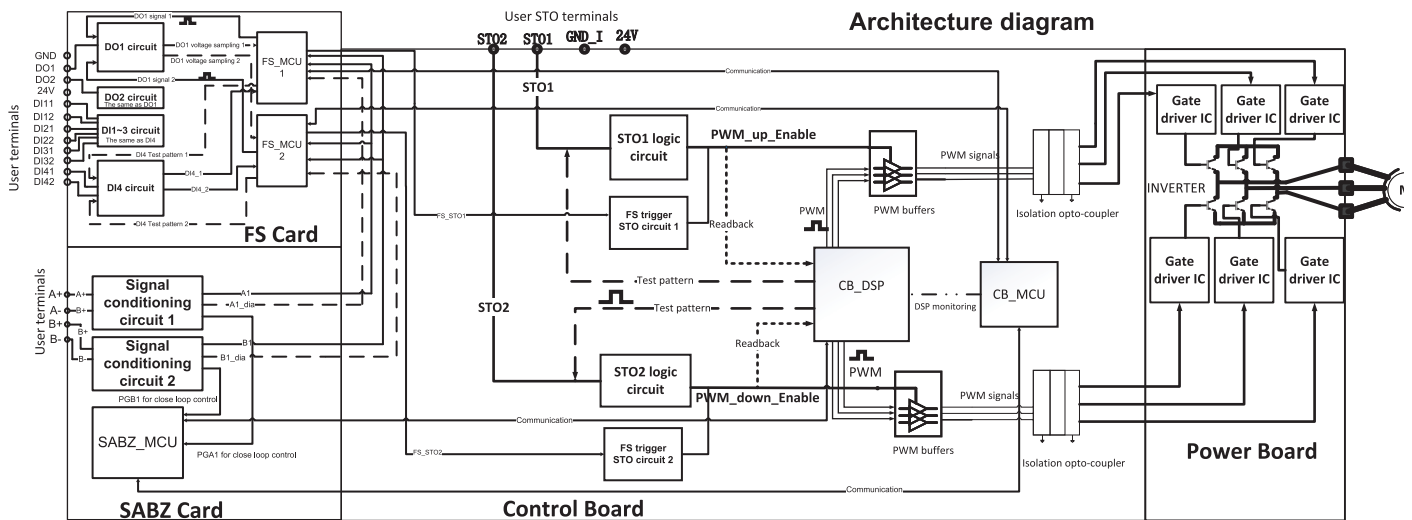 Architecture diagram
User STO terminals
STO2
STO1
GND_I
24V
User terminals
GND
DO1
DO2
24V
DI11
DI12
DI21
DI22
DI31
DI32
DI41
DI42
DO1 signal 1
DO1 circuit
DO1 voltage sampling 1
DO1 voltage sampling 2
DO1 signal 2
DO2 circuit
The same as DO1
DI1~3 circuit
The same as DI4
DI4 Test pattern 1
DI4 circuit
DI4_1
DI4_2
DI4 Test pattern 2
FS_MCU
1
FS_MCU
2
FS Card
User terminals
A+
A-
B+
B-
A+
B+
B+
B-
Signal
conditioning
circuit 1
A1
A1_dia
Signal
conditioning
circuit 2
B1
B1_dia
PGB1 for close loop control
SABZ_MCU
PGA1 for close loop control
SABZ Card
Communication
Communication
STO1
STO1 logic
circuit
PWM_up_Enable
FS_STO1
FS trigger
STO circuit 1
Readback
PWM
PWM buffers
PWM signals
Isolation opto-coupler
Test pattern
Test pattern
CB_DSP
DSP monitoring
CB_MCU
STO2
Readback
PWM
STO2 logic
circuit
PWM_down_Enable
PWM buffers
PWM signals
Isolation opto-coupler
Communication
FS_STO2
FS trigger
STO circuit 2
Communication
Control Board
Gate
driver IC
Gate
driver IC
Gate
driver IC
INVERTER
M
Gate
driver IC
Gate
driver IC
Gate
driver IC
Power Board